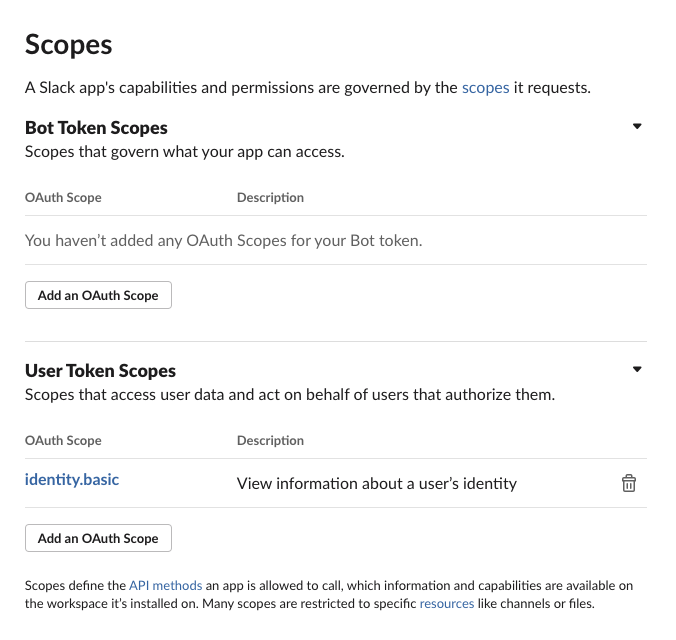 Scopes
A Slack app's capabilities and permissions are governed by the scopes it requests.
Bot Token Scopes
Scopes that govern what your app can access.
OAuth Scope Description
You haven’t added any OAuth Scopes for your Bot token.
Add an OAuth Scope
User Token Scopes
Scopes that access user data and act on behalf of users that authorize them.
OAuth Scope Description
identity.basic View information about a user’s identity
Add an OAuth Scope
Scopes define the API methods an app is allowed to call, which information and capabilities are available on
the workspace it’s installed on. Many scopes are restricted to specific resources like channels or files.